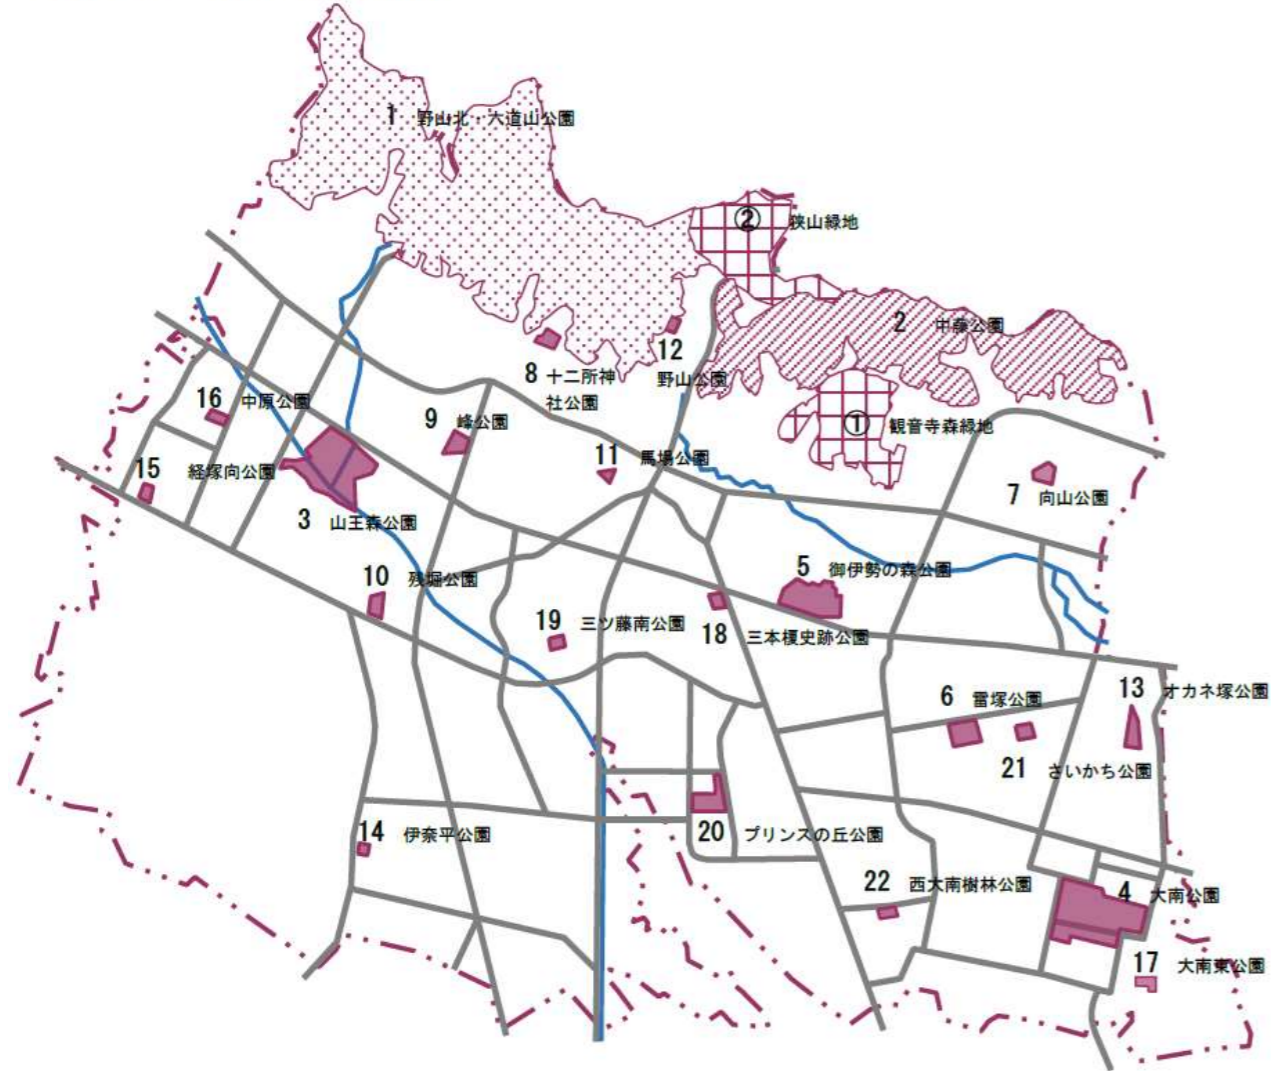 1 野山北・六道山公園
② 狭山緑地
2 中藤公園
12
野山公園
8 十二所神
社公園
16 中原公園
9 峰公園
① 観音寺森緑地
11 馬場公園
15 経塚向公園
7 向山公園
3 山王森公園
10 残堀公園
5 御伊勢の森公園
19 三ツ藤南公園
18 三本榎史跡公園
6 雷塚公園
13 オカネ塚公園
21 さいかち公園
14 伊奈平公園
20 プリンスの丘公園
22 西大南樹林公園
4 大南公園
17 大南東公園